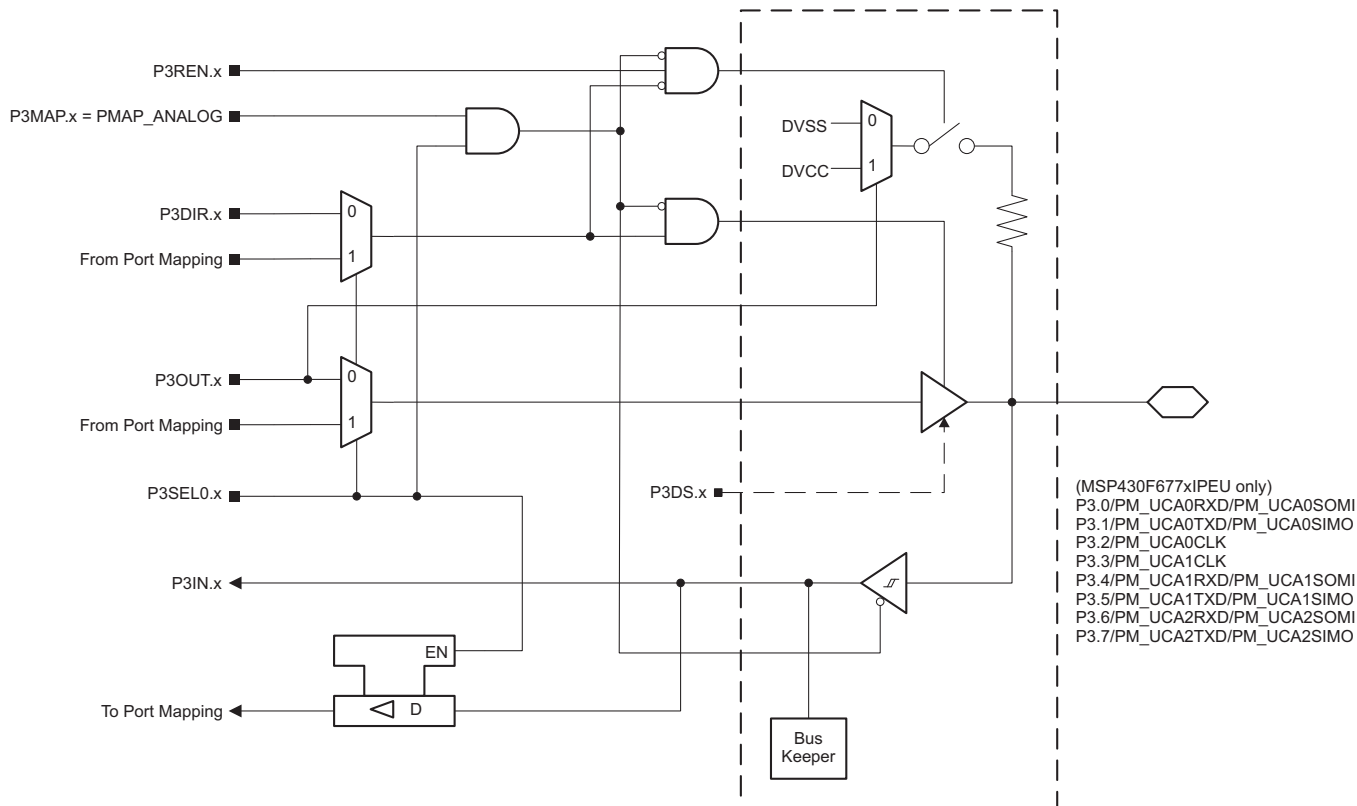 P3REN.x
P3MAP.x = PMAP_ANALOG
DVSS
0
DVCC
1
P3DIR.x
0
From Port Mapping
1
P3OUT.x
0
From Port Mapping
1
P3SEL0.x
P3DS.x
(MSP430F677xIPEU only)
P3.0/PM_UCA0RXD/PM_UCA0SOMI
P3.1/PM_UCA0TXD/PM_UCA0SIMO
P3.2/PM_UCA0CLK
P3.3/PM_UCA1CLK
P3.4/PM_UCA1RXD/PM_UCA1SOMI
P3.5/PM_UCA1TXD/PM_UCA1SIMO
P3.6/PM_UCA2RXD/PM_UCA2SOMI
P3.7/PM_UCA2TXD/PM_UCA2SIMO
P3IN.x
EN
To Port Mapping
D
Bus
Keeper